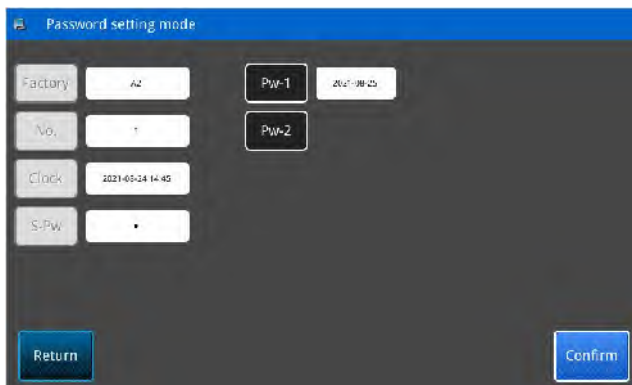 Password setting mode
Factory A2 Pw-1 2021-08-25
No. 1 Pw-2
Clock 2021-08-24 14:45
S-Pw *
Return Confirm